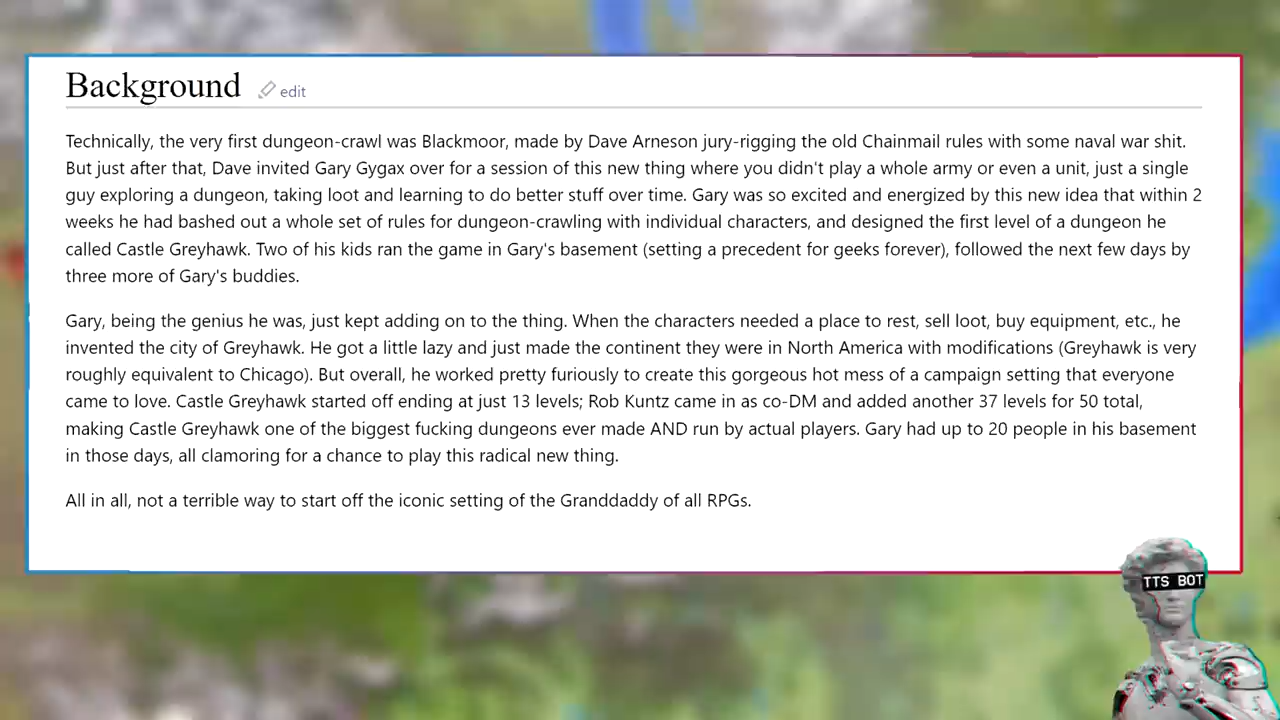 Background edit
Technically, the very first dungeon-crawl was Blackmoor, made by Dave Arneson jury-rigging the old Chainmail rules with some naval war shit.
But just after that, Dave invited Gary Gygax over for a session of this new thing where you didn't play a whole army or even a unit, just a single
guy exploring a dungeon, taking loot and learning to do better stuff over time. Gary was so excited and energized by this new idea that within 2
weeks he had bashed out a whole set of rules for dungeon-crawling with individual characters, and designed the first level of a dungeon he
called Castle Greyhawk. Two of his kids ran the game in Gary's basement (setting a precedent for geeks forever), followed the next few days by
three more of Gary's buddies.
Gary, being the genius he was, just kept adding on to the thing. When the characters needed a place to rest, sell loot, buy equipment, etc., he
invented the city of Greyhawk. He got a little lazy and just made the continent they were in North America with modifications (Greyhawk is very
roughly equivalent to Chicago). But overall, he worked pretty furiously to create this gorgeous hot mess of a campaign setting that everyone
came to love. Castle Greyhawk started off ending at just 13 levels; Rob Kuntz came in as co-DM and added another 37 levels for 50 total,
making Castle Greyhawk one of the biggest fucking dungeons ever made AND run by actual players. Gary had up to 20 people in his basement
in those days, all clamoring for a chance to play this radical new thing.
All in all, not a terrible way to start off the iconic setting of the Granddaddy of all RPGs.
TTS BOT